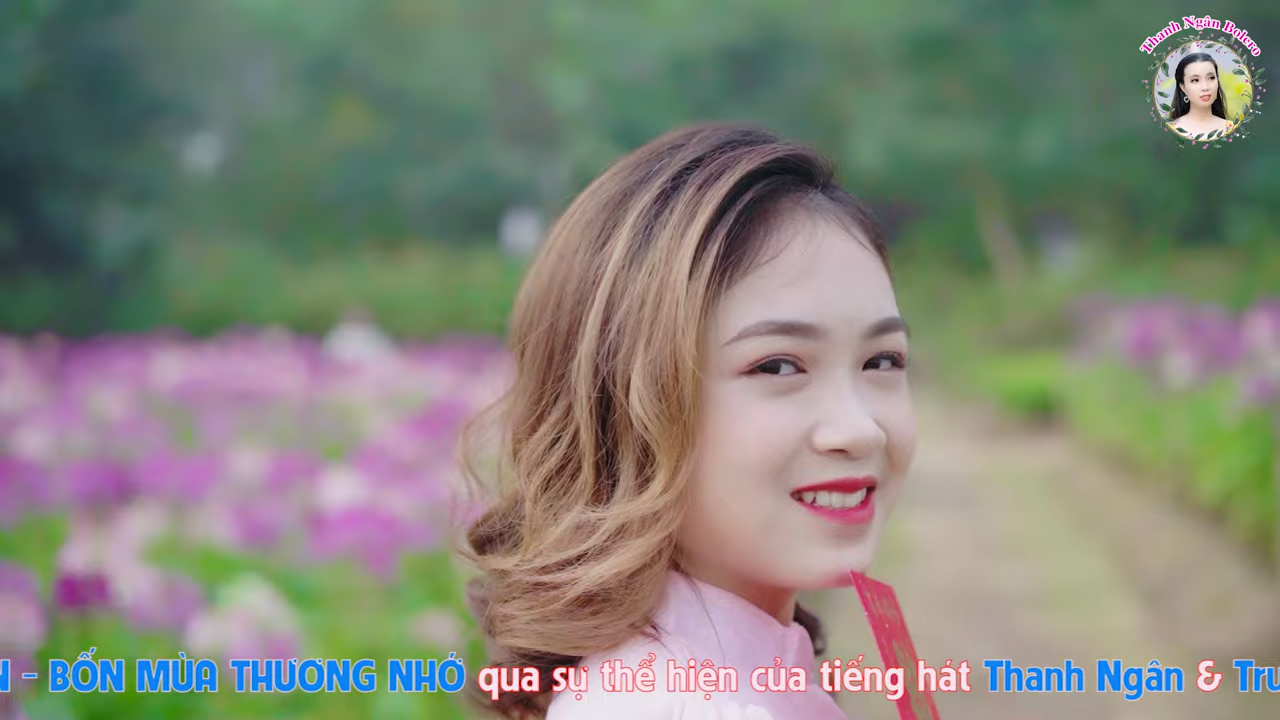 Thanh Ngân Bolero
- BỐN MÙA THƯƠNG NHỚ qua sự thể hiện của tiếng hát Thanh Ngân &